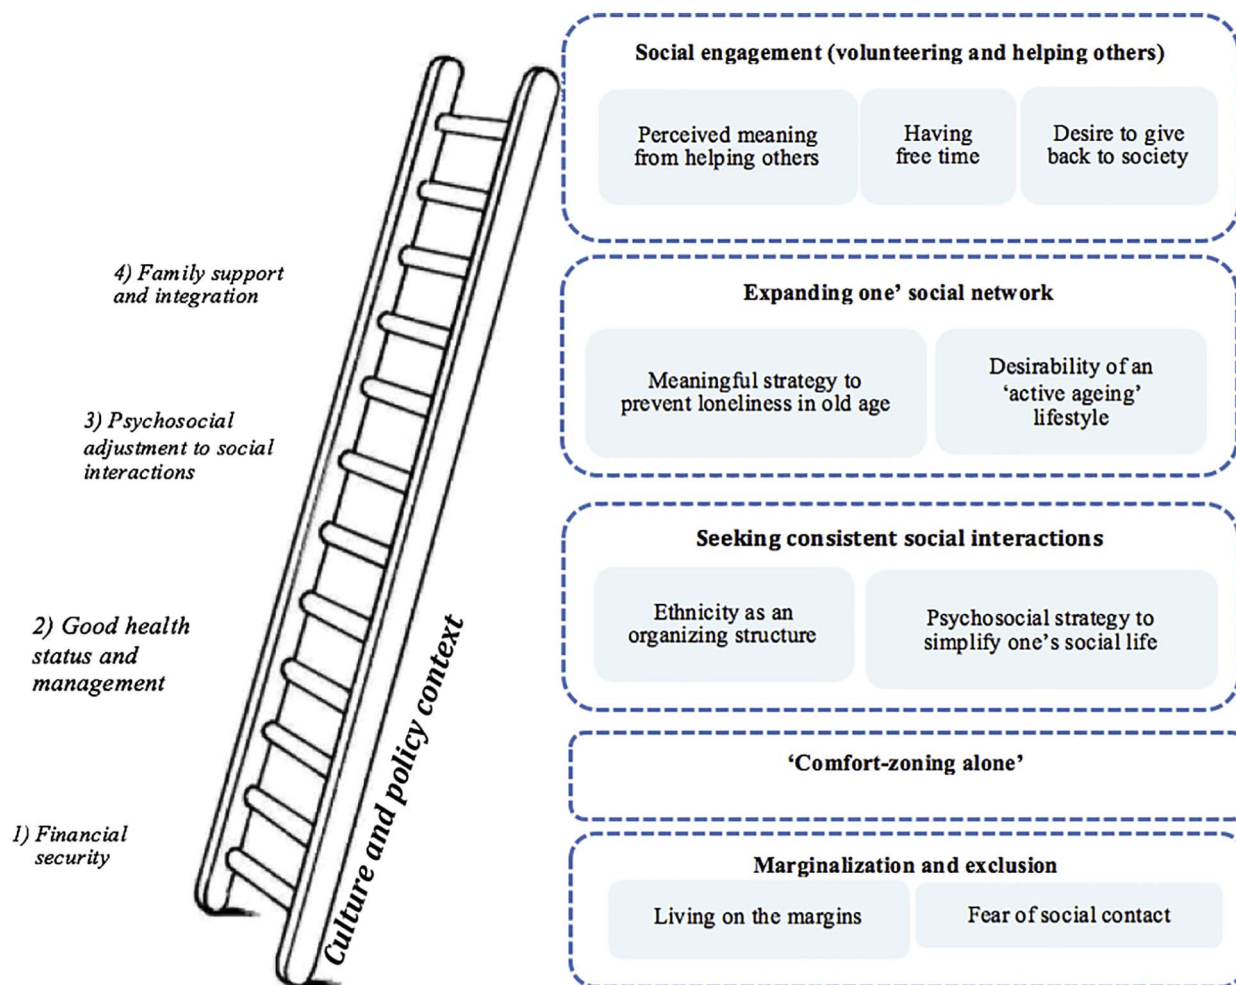 Social engagement (volunteering and helping others)
Perceived meaning
from helping others
Having
free time
Desire to give
back to society
4) Family support
and integration
Expanding one’ social network
Meaningful strategy to
prevent loneliness in old age
Desirability of an
‘active ageing’
lifestyle
3) Psychosocial
adjustment to social
interactions
Seeking consistent social interactions
Ethnicity as an
organizing structure
Psychosocial strategy to
simplify one’s social life
2) Good health
status and
management
Culture and policy context
‘Comfort-zoning alone’
1) Financial
security
Marginalization and exclusion
Living on the margins
Fear of social contact